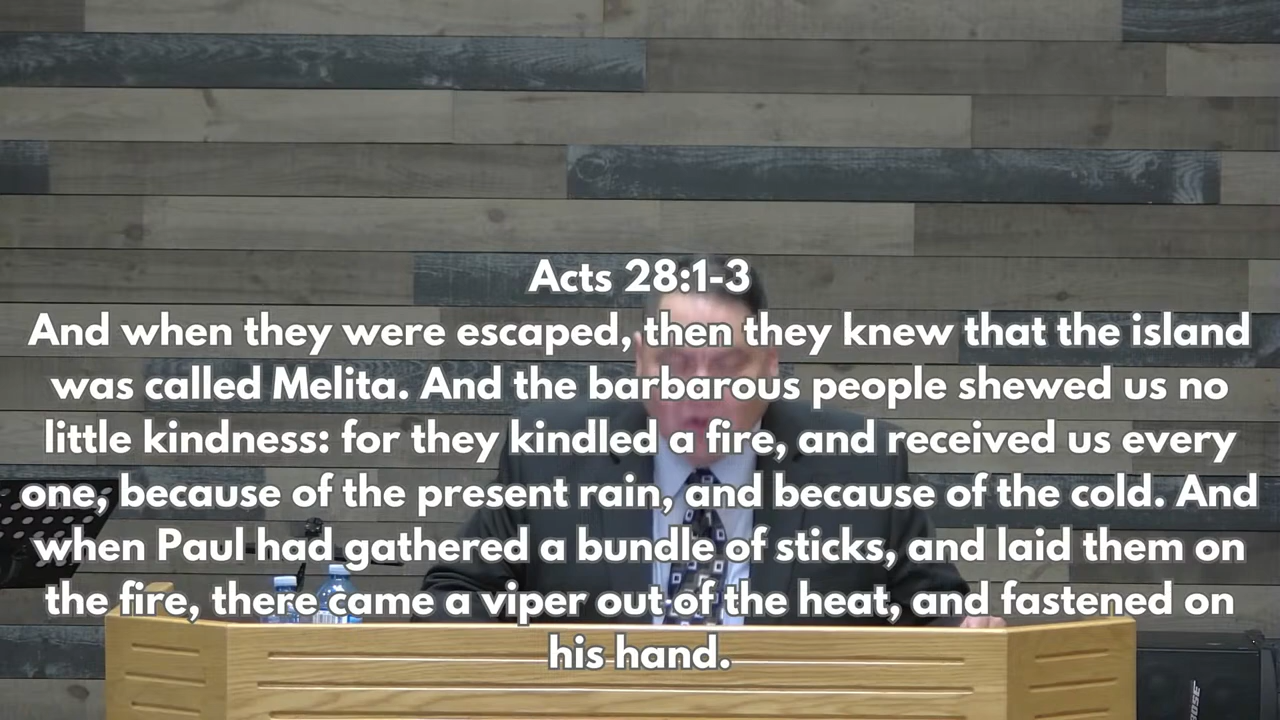 Acts 28:1-3
And when they were escaped, then they knew that the island
was called Melita. And the barbarous people shewed us no
little kindness: for they kindled a fire, and received us every
one, because of the present rain, and because of the cold. And
when Paul had gathered a bundle of sticks, and laid them on
the fire, there came a viper out of the heat, and fastened on
his hand.
BOSE